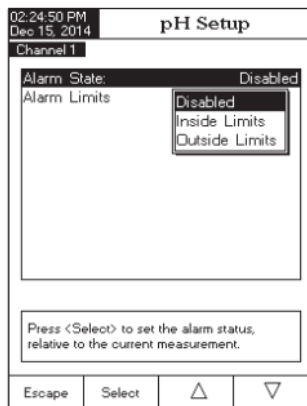 02:24:50 PM
Dec 15, 2014
pH Setup
Channel 1
Alarm State: Disabled
Alarm Limits
Disabled
Inside Limits
Outside Limits
Press <Select> to set the alarm status,
relative to the current measurement.
Escape Select △ ▽